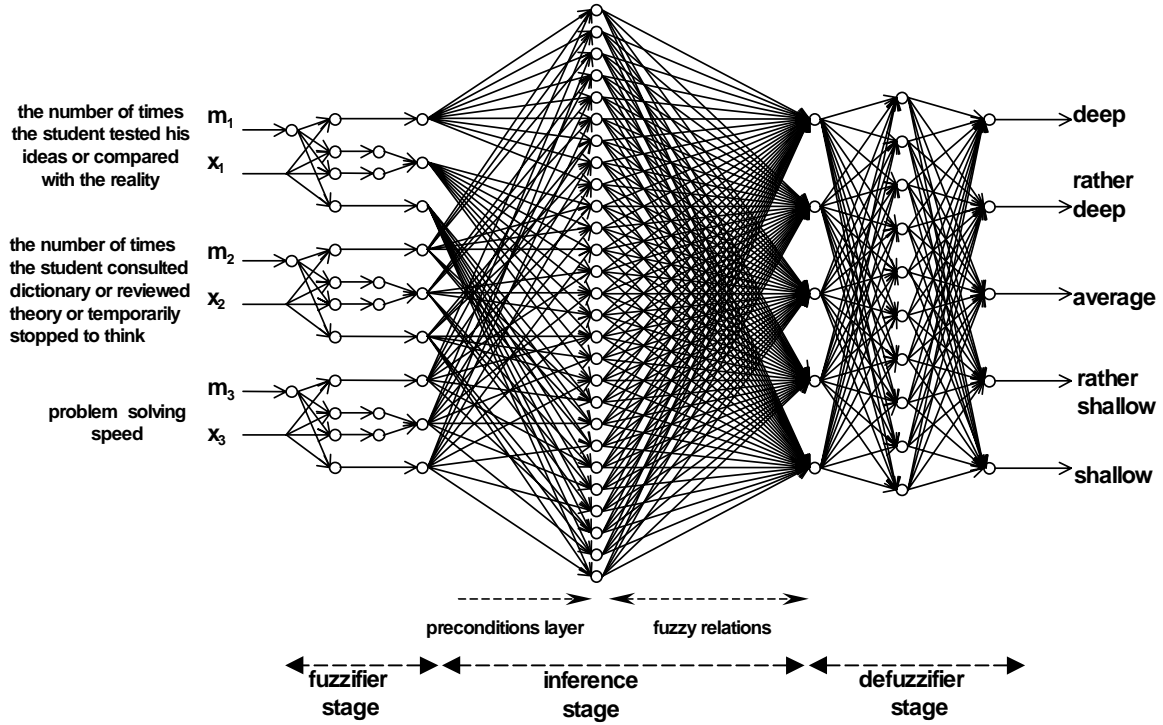 the number of times
the student tested his
ideas or compared
with the reality
m1
x1
the number of times
the student consulted
dictionary or reviewed
theory or temporarily
stopped to think
m2
x2
problem solving
speed
m3
x3
deep
rather
deep
average
rather
shallow
shallow
preconditions layer
fuzzy relations
fuzzifier
stage
inference
stage
defuzzifier
stage